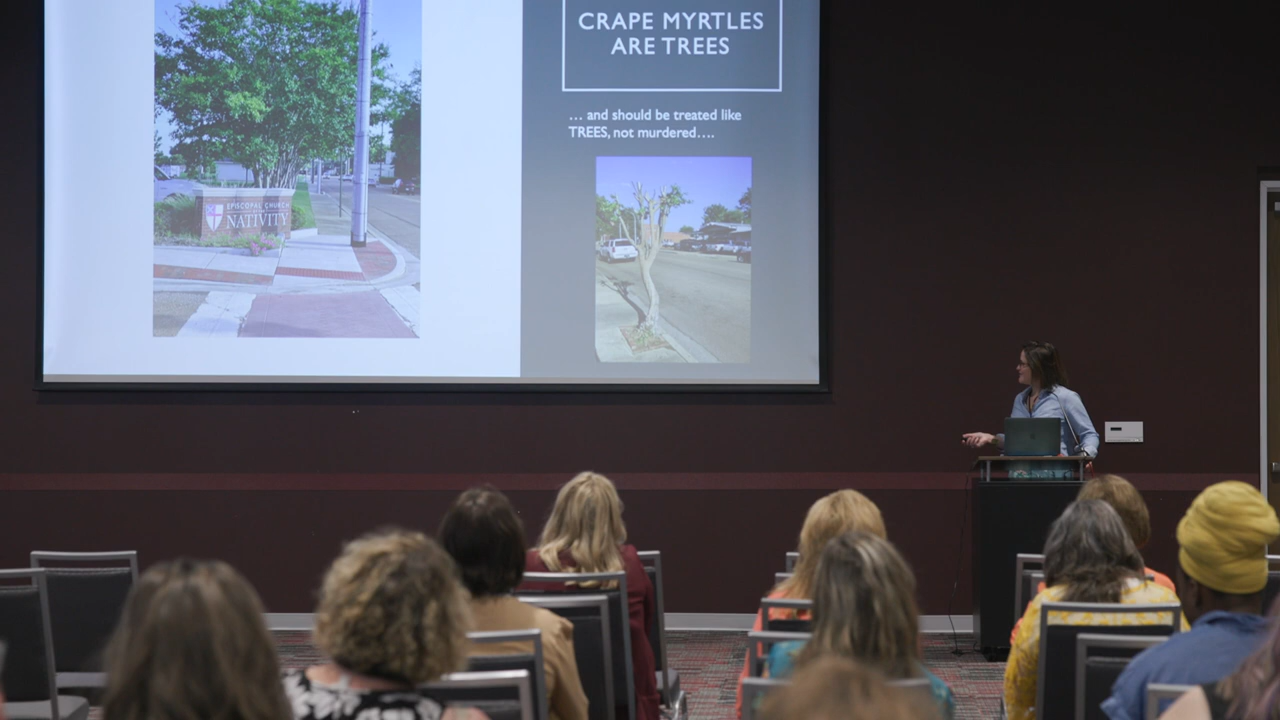 CRAPE MYRTLES
ARE TREES
... and should be treated like
TREES, not murdered....
EPISCOPAL CHURCH
NATIVITY